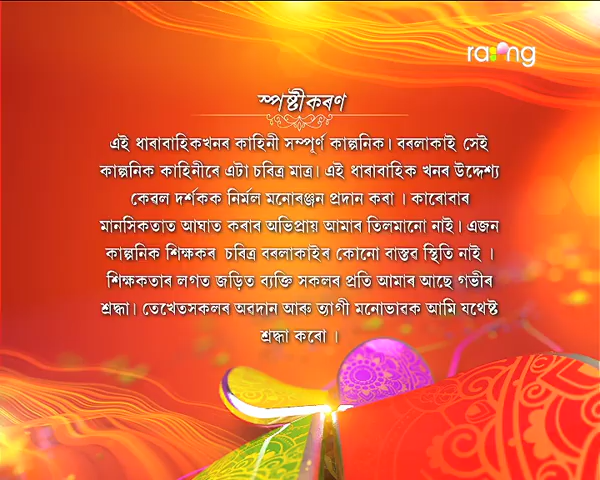 rang
স্পষ্টীকৰণ
এই ধাৰাবাহিকখনৰ কাহিনী সম্পূৰ্ণ কাল্পনিক। বৰলাকাই সেই
কাল্পনিক কাহিনীৰে এটা চৰিত্ৰ মাত্ৰ। এই ধাৰাবাহিক খনৰ উদ্দেশ্য
কেৱল দৰ্শকক নিৰ্মল মনোৰঞ্জন প্ৰদান কৰা ।  কাৰোবাৰ
মানসিকতাত আঘাত কৰাৰ অভিপ্ৰায় আমাৰ তিলমানো নাই। এজন
কাল্পনিক শিক্ষকৰ  চৰিত্ৰ বৰলাকাইৰ কোনো বাস্তৱ স্থিতি নাই ।
শিক্ষকতাৰ লগত জড়িত ব্যক্তি সকলৰ প্ৰতি আমাৰ আছে গভীৰ
শ্ৰদ্ধা। তেখেতসকলৰ অৱদান আৰু ত্যাগী মনোভাৱক আমি যথেষ্ট
শ্ৰদ্ধা কৰো ।